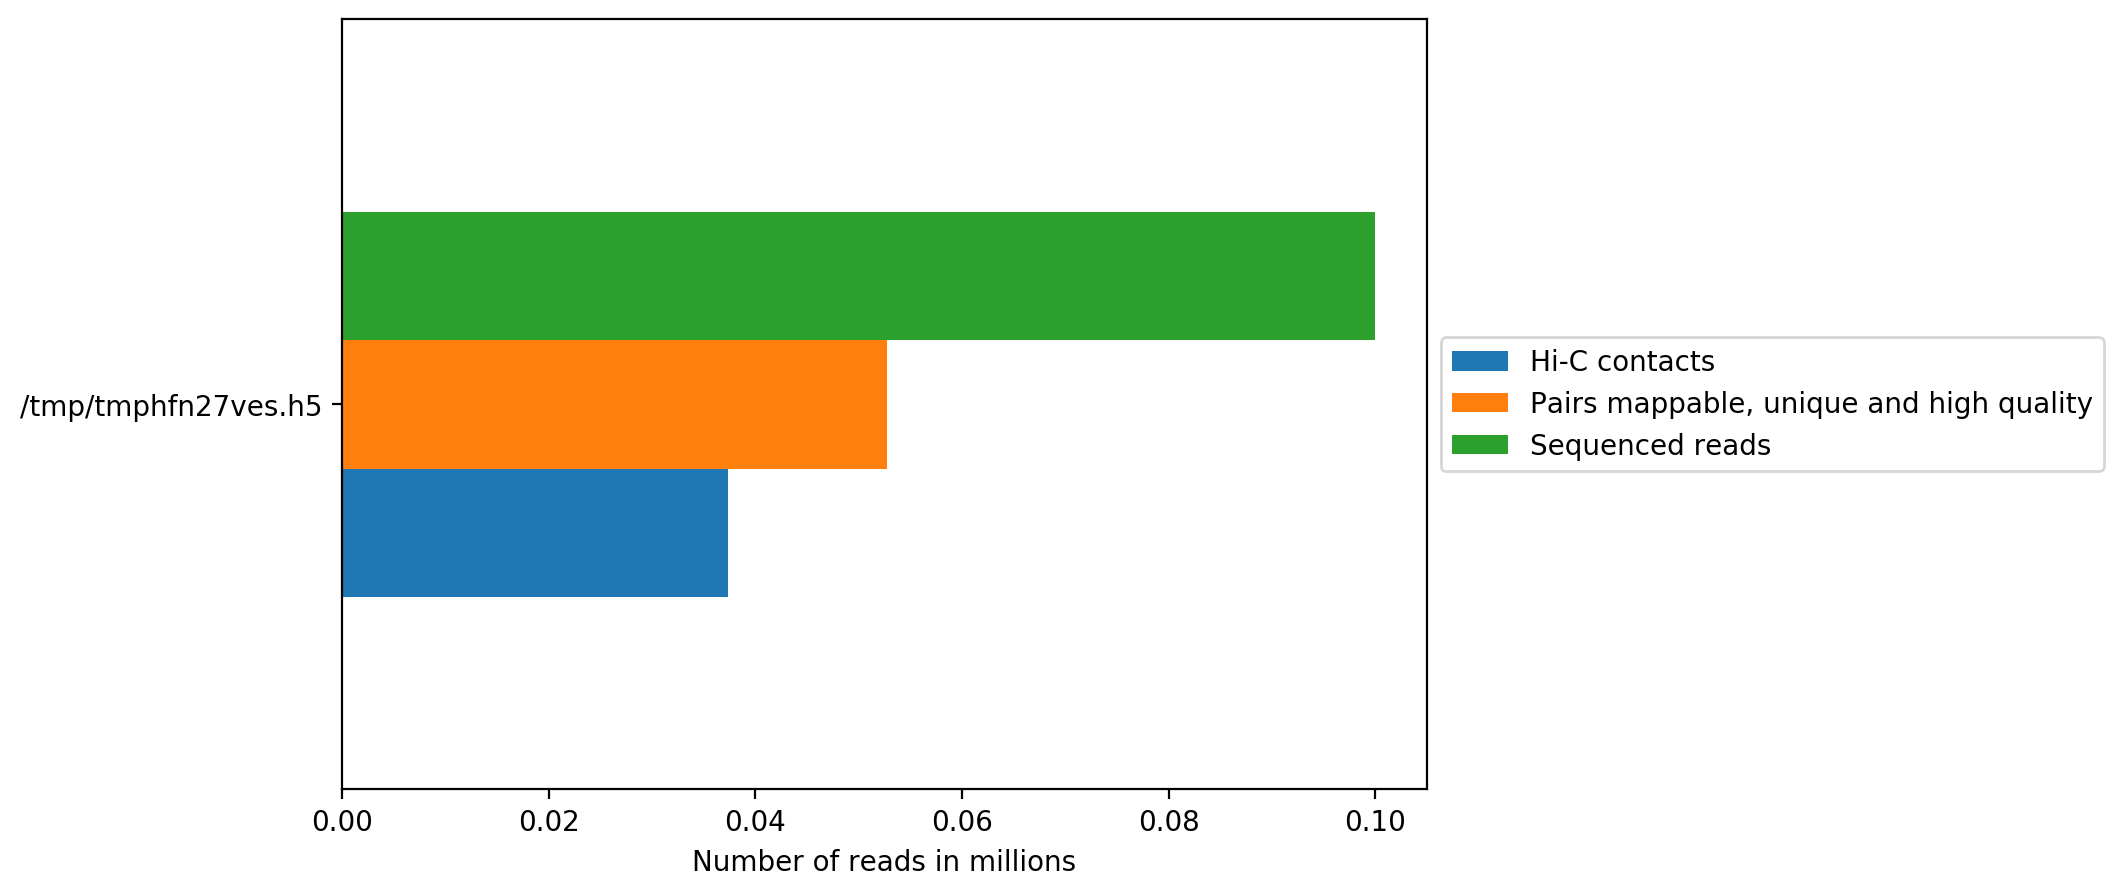 /tmp/tmphfn27ves.h5
Hi-C contacts
Pairs mappable, unique and high quality
Sequenced reads
0.00 0.02 0.04 0.06 0.08 0.10
Number of reads in millions